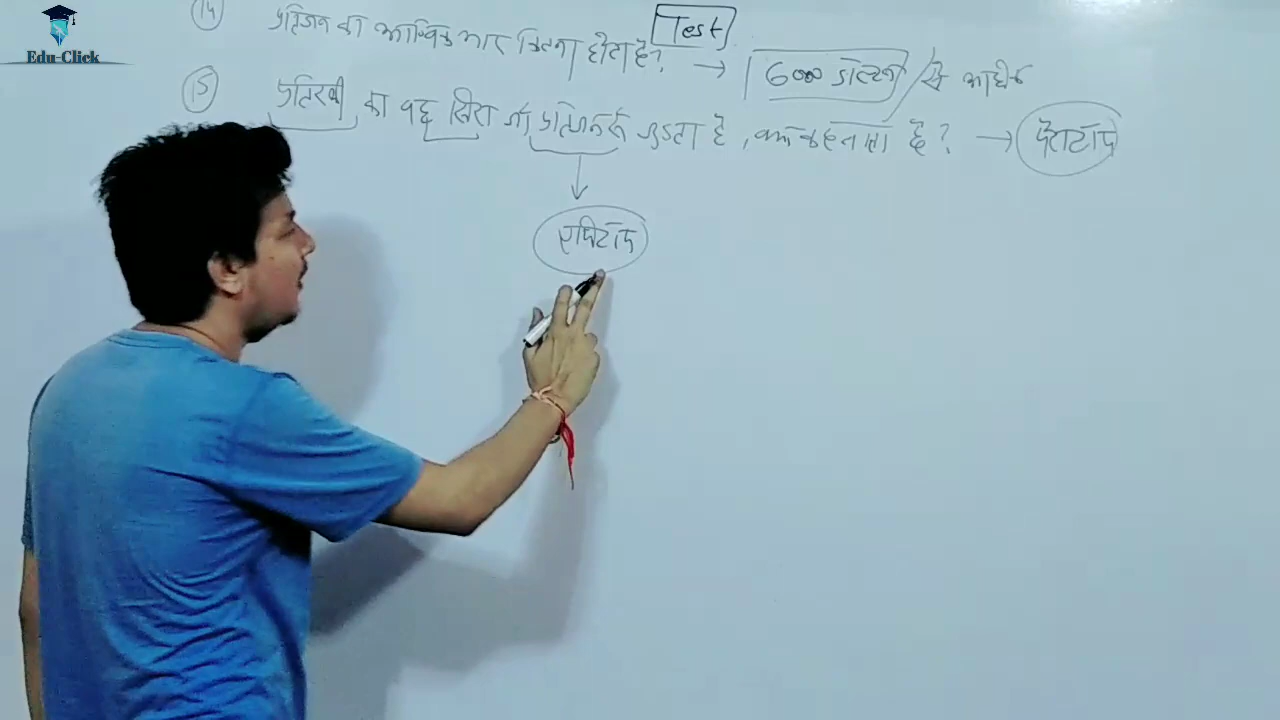 Edu-Click
14 प्रतिजन का आण्विक भार कितना होता है? Test → 6000 डाल्टन / से अधिक
15 प्रतिरक्षी का वह सिरा जो प्रतिजन से जुडता है, क्या कहलाता है? → पैराटोप
एपिटोप